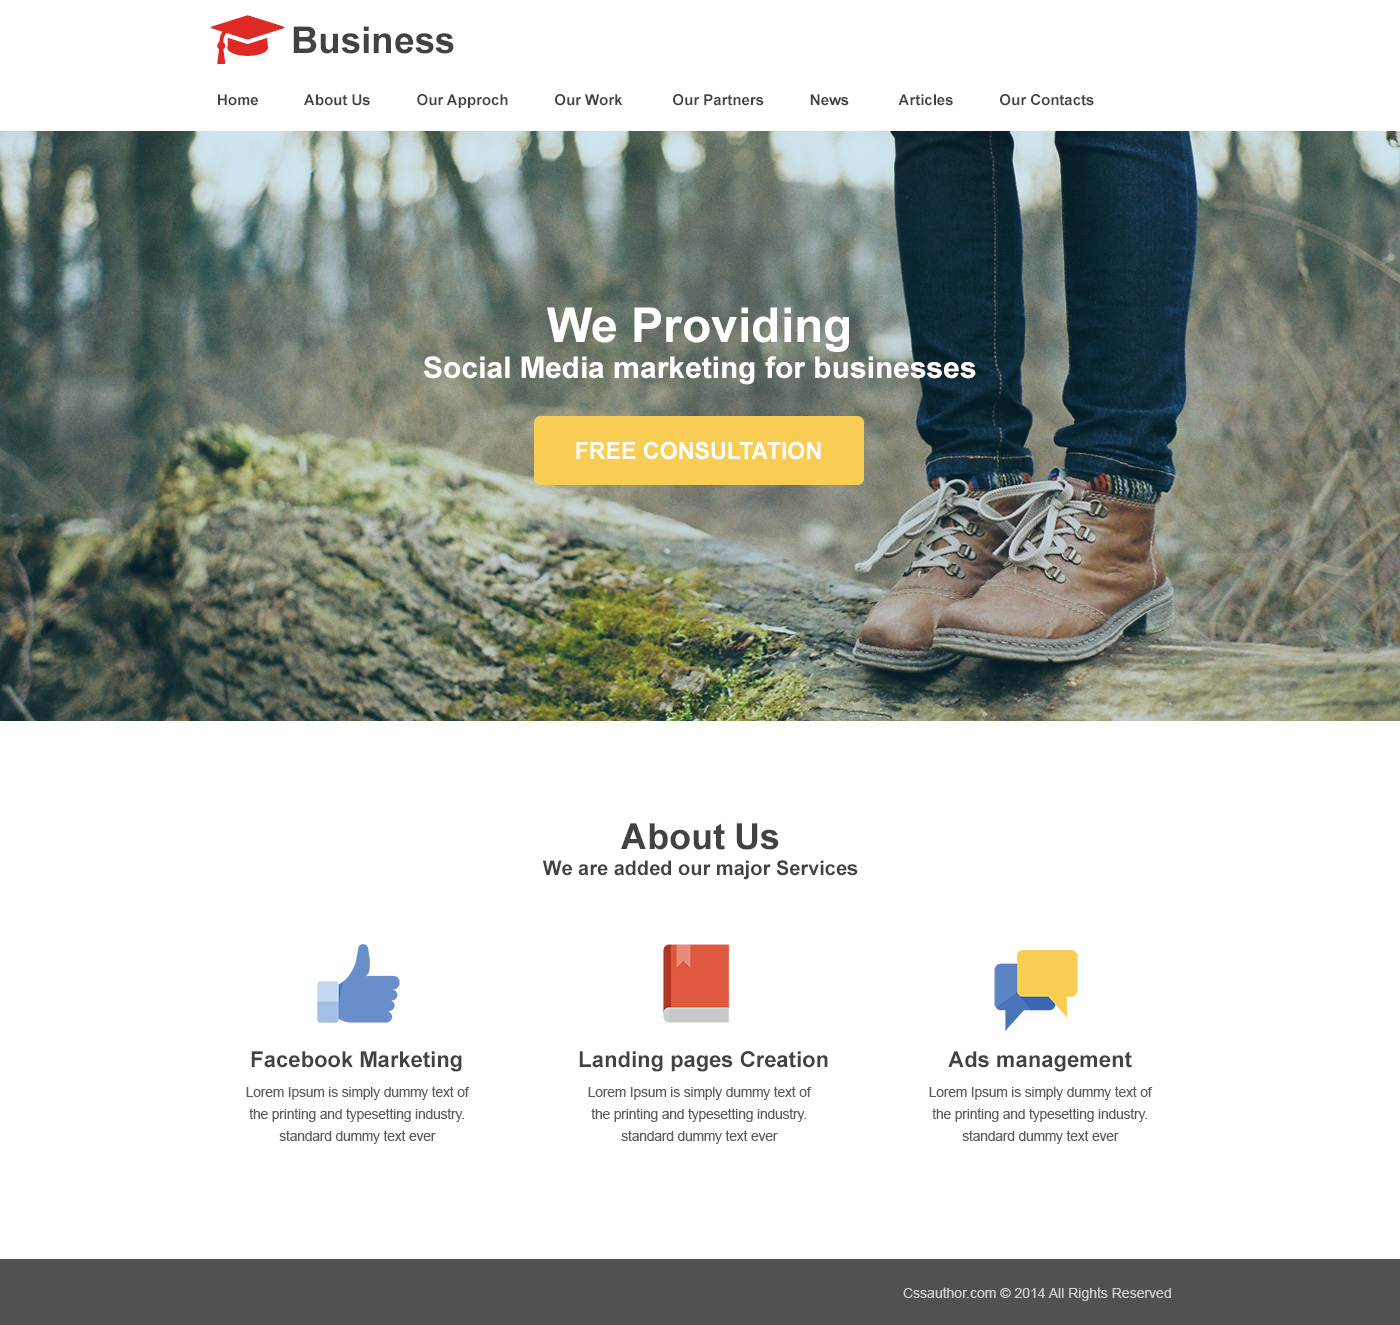 Business
Home About Us Our Approch Our Work Our Partners News Articles Our Contacts
We Providing
Social Media marketing for businesses
FREE CONSULTATION
About Us
We are added our major Services
Facebook Marketing
Lorem Ipsum is simply dummy text of
the printing and typesetting industry.
standard dummy text ever
Landing pages Creation
Lorem Ipsum is simply dummy text of
the printing and typesetting industry.
standard dummy text ever
Ads management
Lorem Ipsum is simply dummy text of
the printing and typesetting industry.
standard dummy text ever
Cssauthor.com © 2014 All Rights Reserved